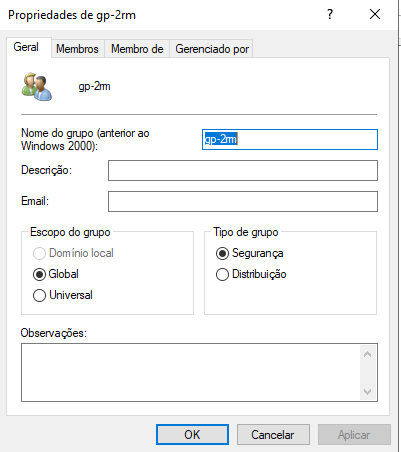 Propriedades de gp-2rm
?
Geral Membros Membro de Gerenciado por
gp-2rm
Nome do grupo (anterior ao
Windows 2000):
gp-2rm
Descrição:
Email:
Escopo do grupo
Domínio local
Global
Universal
Tipo de grupo
Segurança
Distribuição
Observações:
OK Cancelar Aplicar